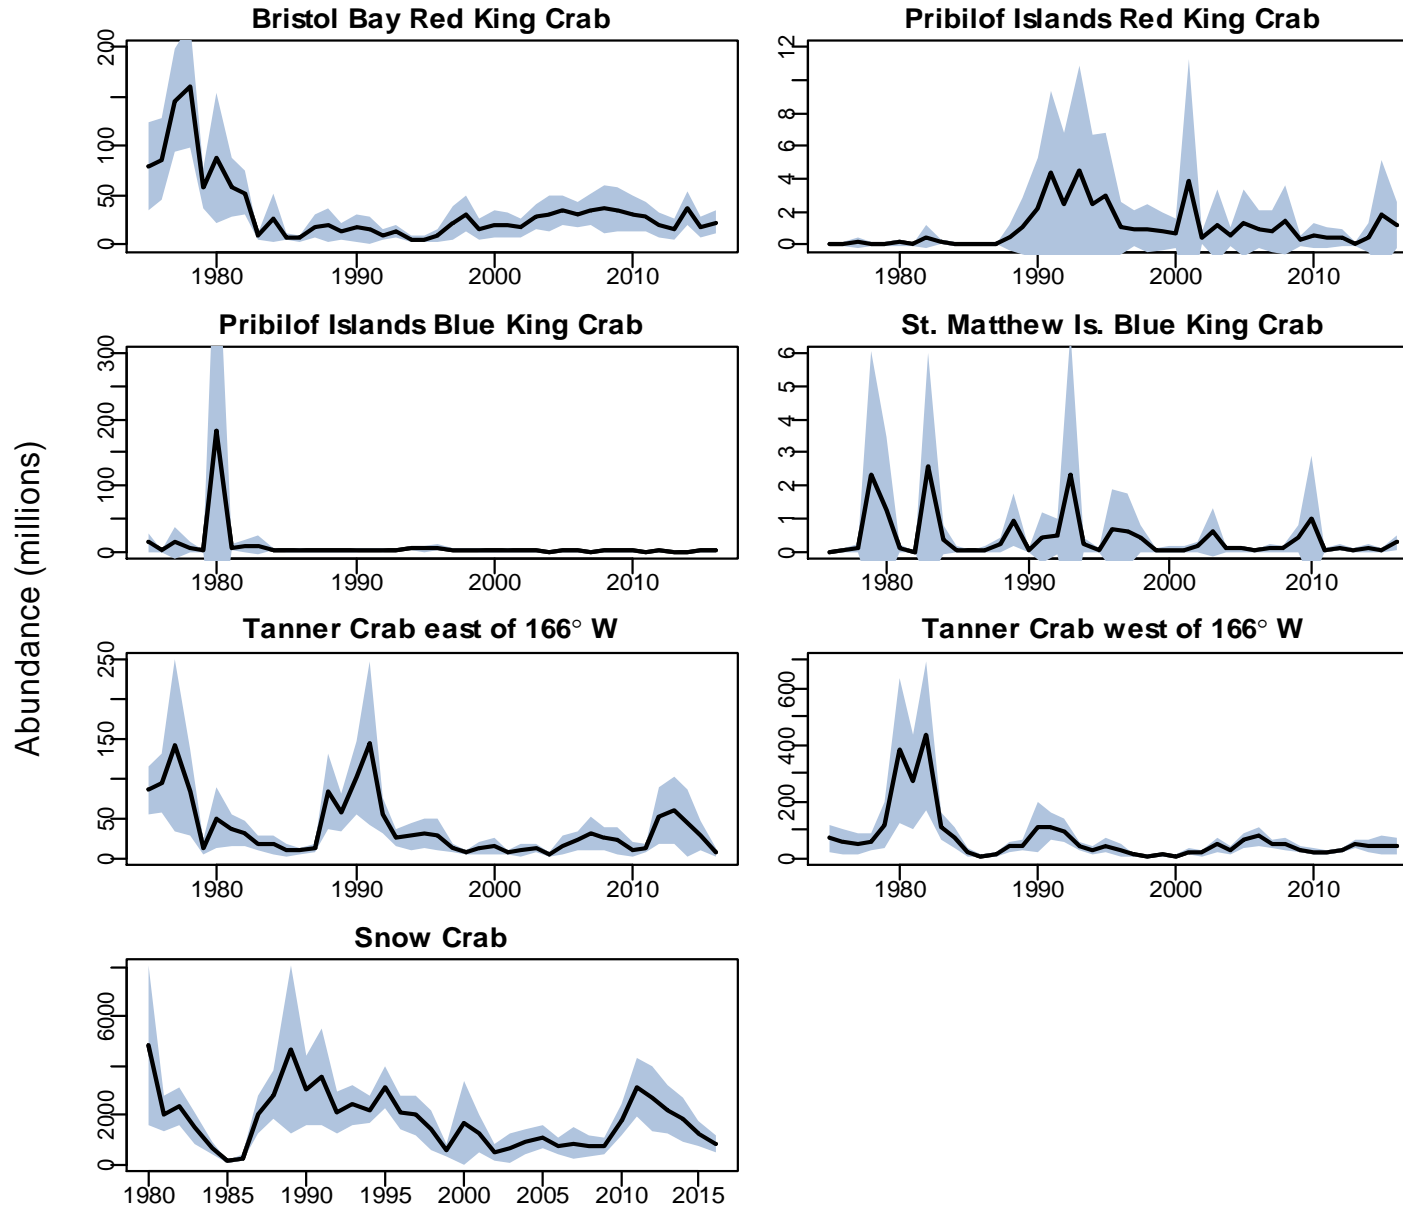 Bristol Bay Red King Crab
200
100
50
0
1980 1990 2000 2010
Pribilof Islands Red King Crab
12
8
6
4
2
0
1980 1990 2000 2010
Pribilof Islands Blue King Crab
300
200
100
0
1980 1990 2000 2010
St. Matthew Is. Blue King Crab
6
5
4
3
2
1
0
1980 1990 2000 2010
Abundance (millions)
Tanner Crab east of 166° W
250
150
50
0
1980 1990 2000 2010
Tanner Crab west of 166° W
600
400
200
0
1980 1990 2000 2010
Snow Crab
6000
2000
0
1980 1985 1990 1995 2000 2005 2010 2015